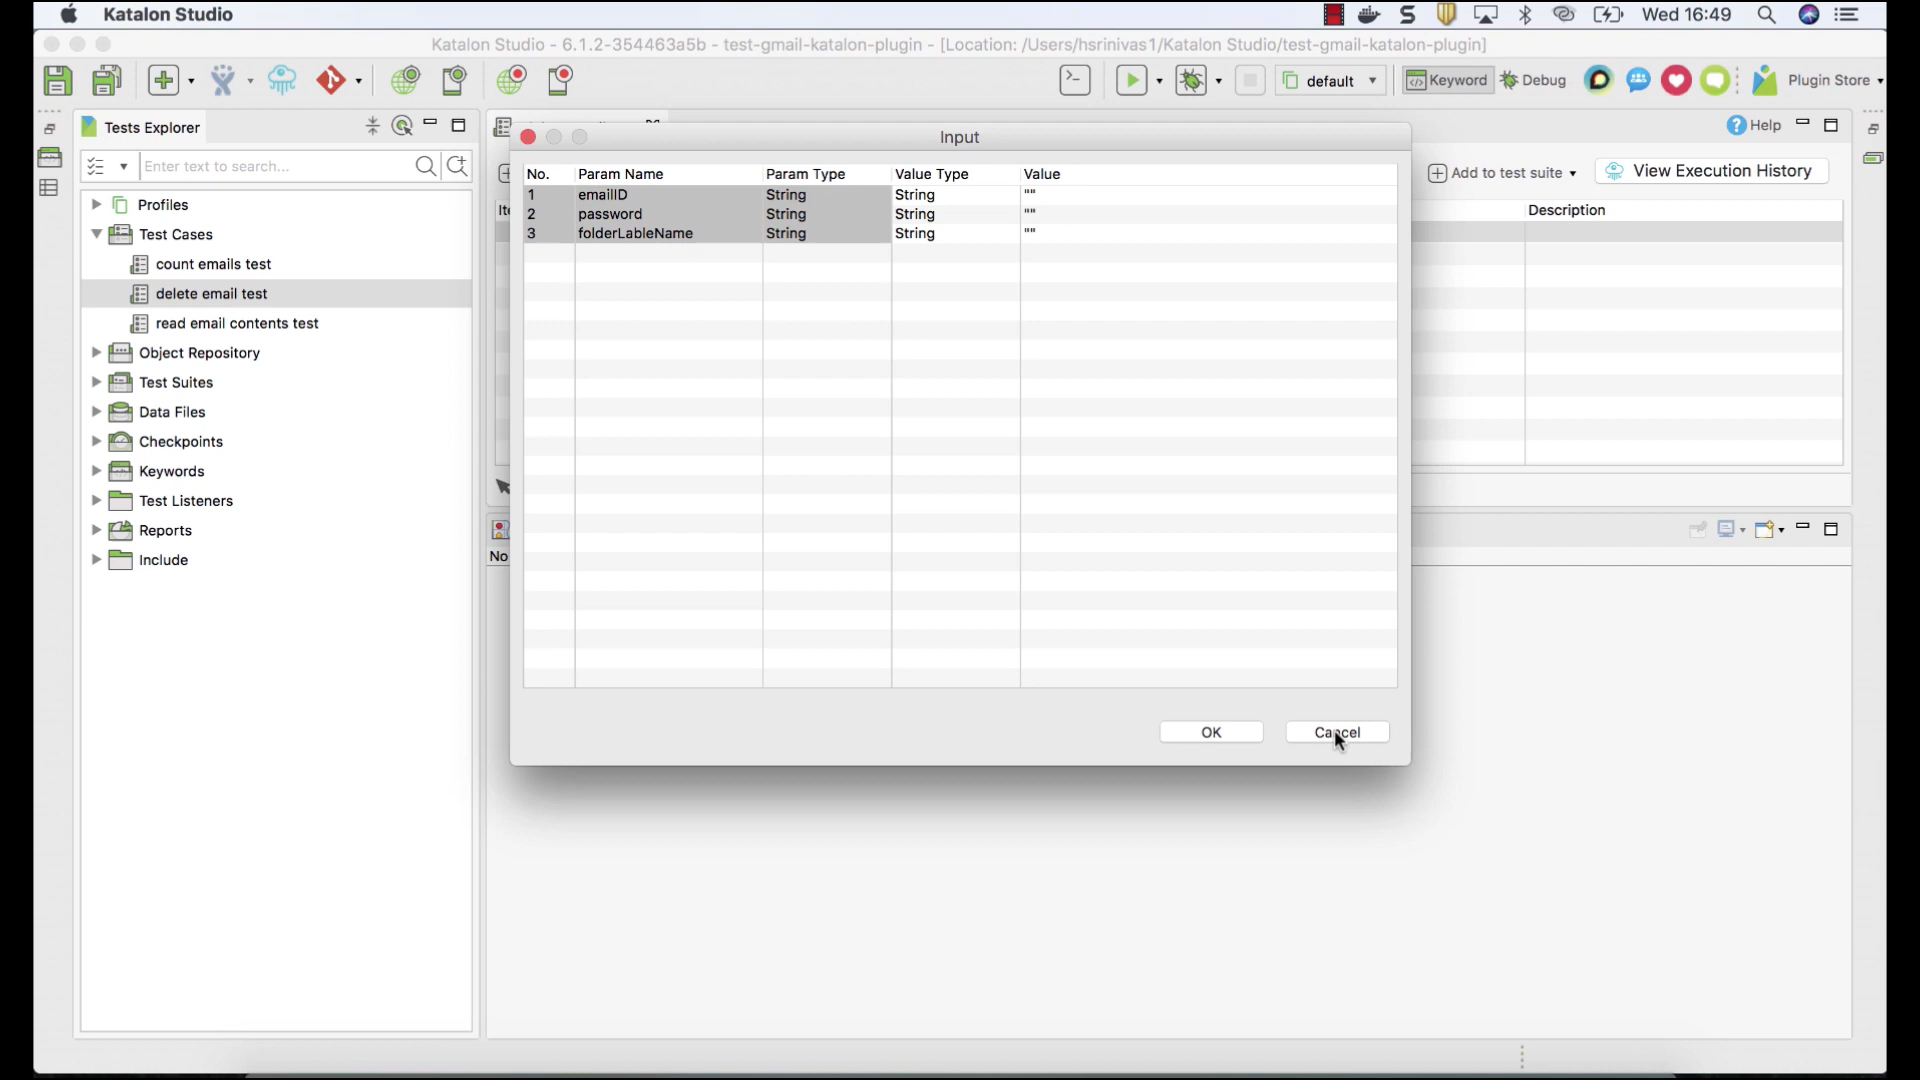 Katalon Studio
Wed 16:49
Katalon Studio - 6.1.2-354463a5b - test-gmail-katalon-plugin - [Location: /Users/hsrinivas1/Katalon Studio/test-gmail-katalon-plugin]
default
Keyword
Debug
Plugin Store
Tests Explorer
Help
Enter text to search...
Add to test suite
View Execution History
Description
Profiles
Test Cases
count emails test
delete email test
read email contents test
Object Repository
Test Suites
Data Files
Checkpoints
Keywords
Test Listeners
Reports
Include
Input
No. Param Name Param Type Value Type Value
1 emailID String String ""
2 password String String ""
3 folderLableName String String ""
OK
Cancel
No